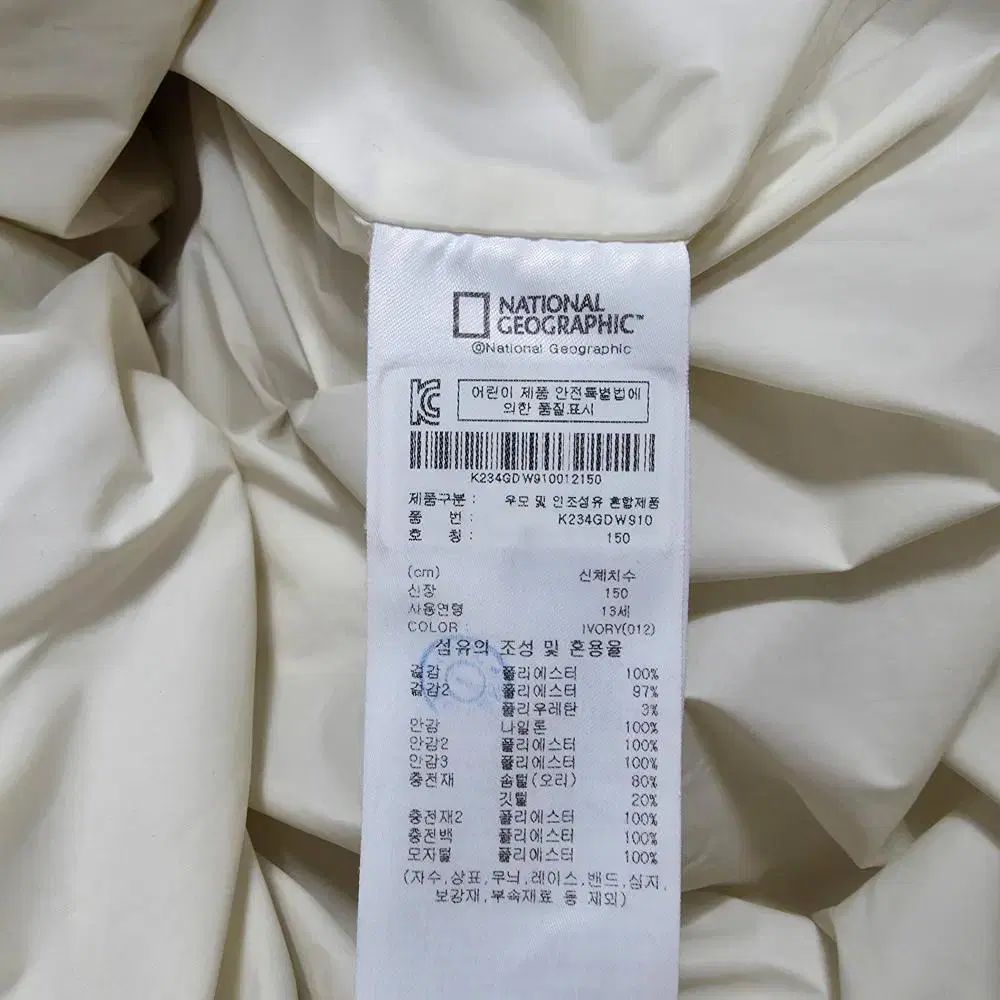 NATIONAL
GEOGRAPHIC™
@National Geographic
KC
어린이 제품 안전특별법에
의한 품질표시
K234GDW910012150
제품구분 : 우모 및 인조섬유 혼합제품
품 번 : K234GDW910
호 칭 : 150
(cm) 신체치수
신장 150
사용연령 13세
COLOR : IVORY(012)
섬유의 조성 및 혼용율
겉감 폴리에스터 100%
겉감2 폴리에스터 97%
폴리우레탄 3%
안감 나일론 100%
안감2 폴리에스터 100%
안감3 폴리에스터 100%
충전재 솜털(오리) 80%
깃털 20%
충전재2 폴리에스터 100%
충전백 폴리에스터 100%
모자털 폴리에스터 100%
(자수,상표,무늬,레이스,밴드,심지,
보강재,부속재료 등 제외)